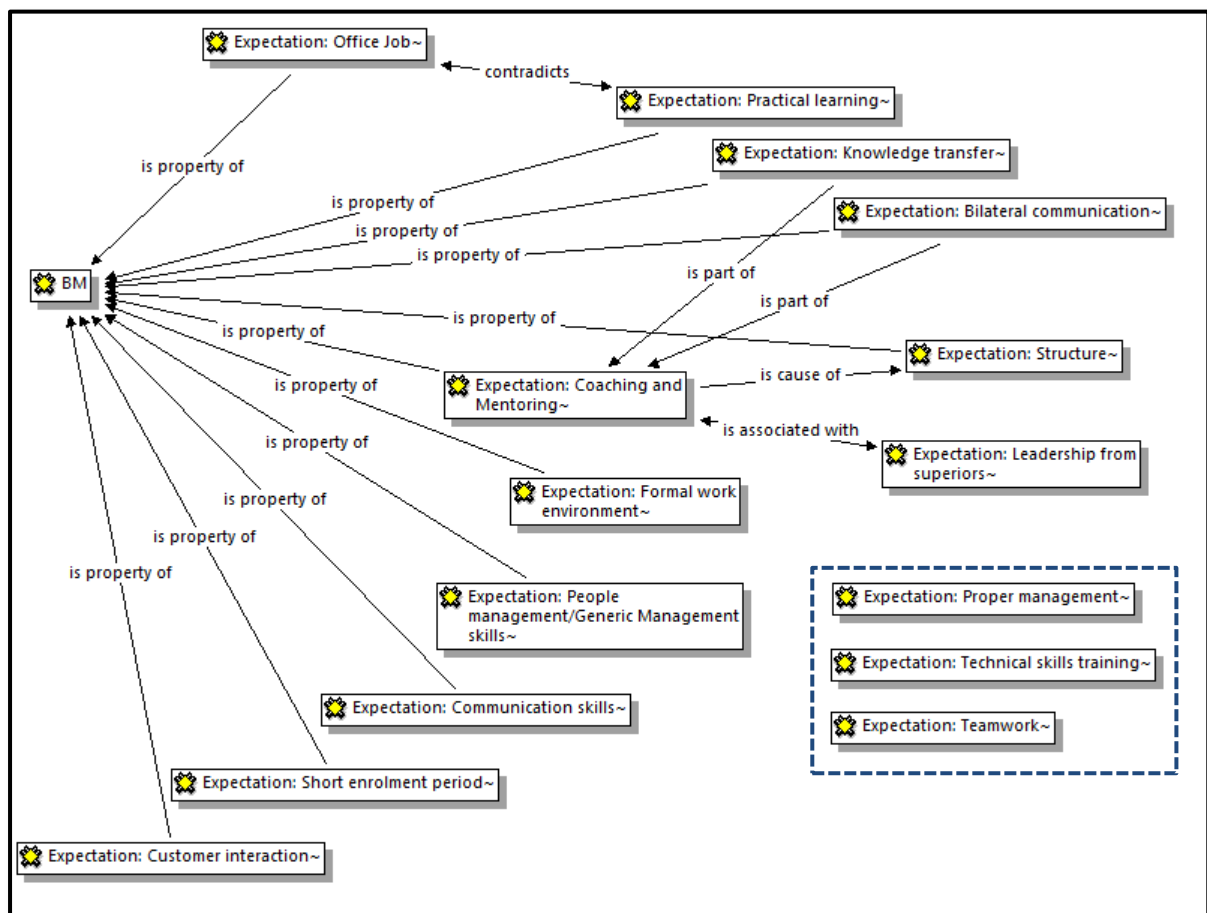 Expectation: Office Job~
contradicts
Expectation: Practical learning~
Expectation: Knowledge transfer~
is property of
is property of
Expectation: Bilateral communication~
is property of
is property of
is part of
BM
is part of
is property of
is property of
Expectation: Structure~
is cause of
is property of
Expectation: Coaching and
Mentoring~
is associated with
is property of
Expectation: Leadership from
superiors~
Expectation: Formal work
environment~
is property of
is property of
is property of
Expectation: People
management/Generic Management
skills~
Expectation: Proper management~
Expectation: Technical skills training~
Expectation: Communication skills~
Expectation: Teamwork~
Expectation: Short enrolment period~
Expectation: Customer interaction~